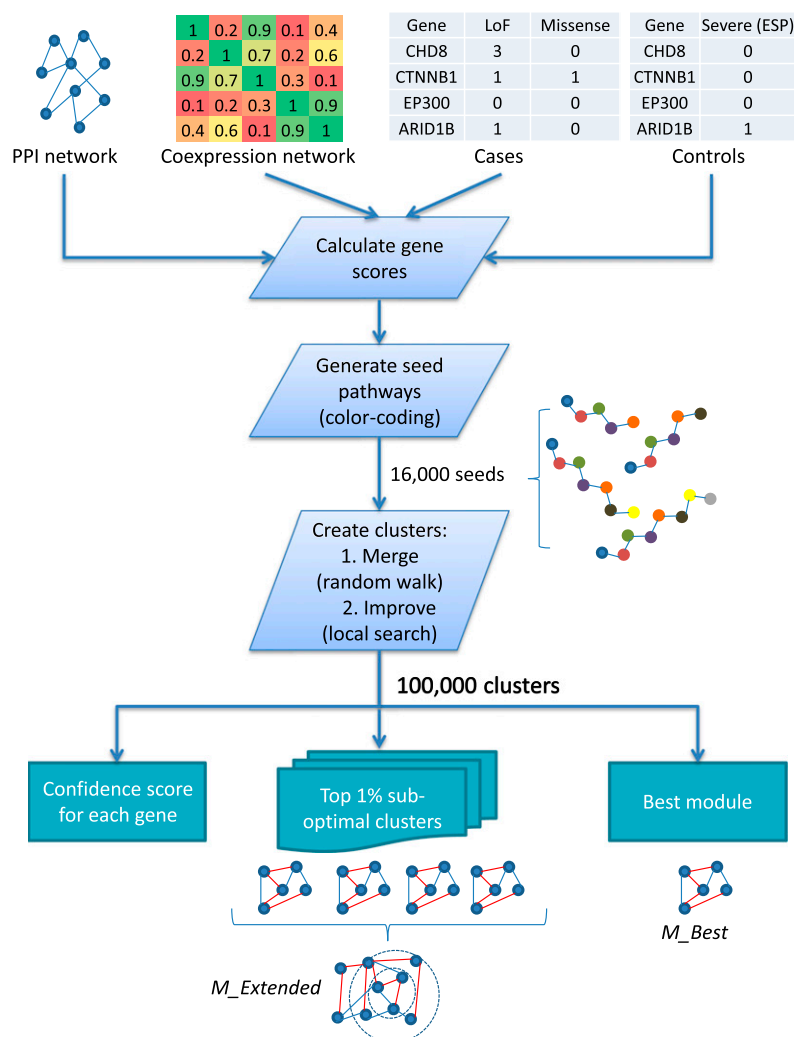 1 0.2 0.9 0.1 0.4
0.2 1 0.7 0.2 0.6
0.9 0.7 1 0.3 0.1
0.1 0.2 0.3 1 0.9
0.4 0.6 0.1 0.9 1
Gene LoF Missense
CHD8 3 0
CTNNB1 1 1
EP300 0 0
ARID1B 1 0
Gene Severe (ESP)
CHD8 0
CTNNB1 0
EP300 0
ARID1B 1
PPI network
Coexpression network
Cases
Controls
Calculate gene
scores
Generate seed
pathways
(color-coding)
16,000 seeds
Create clusters:
1. Merge
(random walk)
2. Improve
(local search)
100,000 clusters
Confidence score
for each gene
Top 1% sub-
optimal clusters
Best module
M_Best
M_Extended